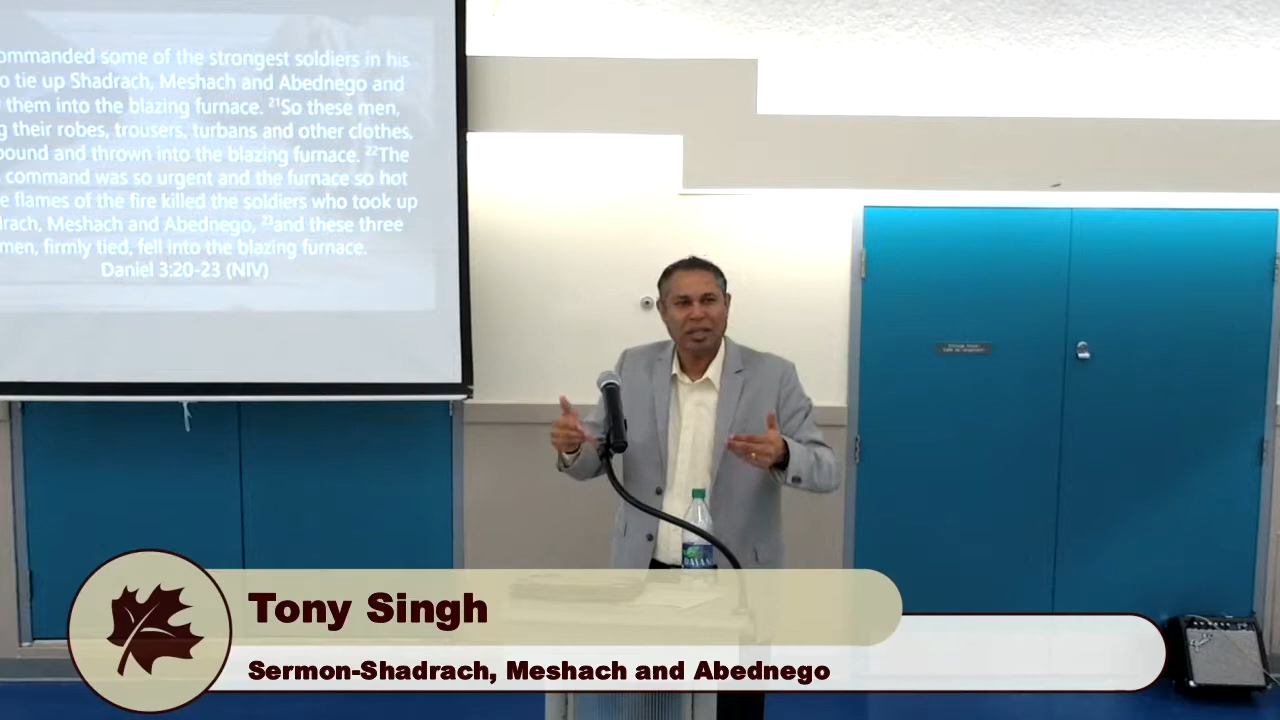 ommanded some of the strongest soldiers in his
o tie up Shadrach, Meshach and Abednego and
them into the blazing furnace. ²¹So these men,
g their robes, trousers, turbans and other clothes,
ound and thrown into the blazing furnace. ²²The
command was so urgent and the furnace so hot
e flames of the fire killed the soldiers who took up
rach, Meshach and Abednego, ²³and these three
men, firmly tied, fell into the blazing furnace.
Daniel 3:20-23 (NIV)
DASANI
Tony Singh
Sermon-Shadrach, Meshach and Abednego